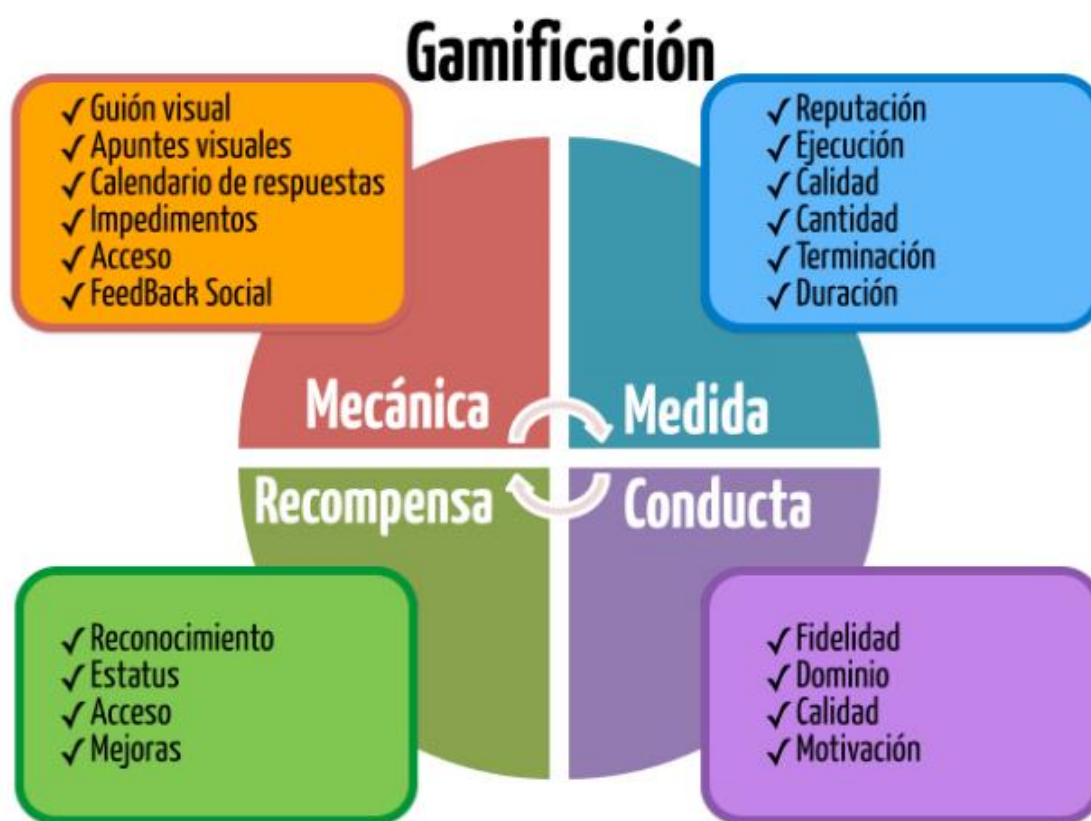 Gamificación
✓ Guión visual
✓ Apuntes visuales
✓ Calendario de respuestas
✓ Impedimentos
✓ Acceso
✓ FeedBack Social
✓ Reputación
✓ Ejecución
✓ Calidad
✓ Cantidad
✓ Terminación
✓ Duración
Mecánica
Medida
Recompensa
Conducta
✓ Reconocimiento
✓ Estatus
✓ Acceso
✓ Mejoras
✓ Fidelidad
✓ Dominio
✓ Calidad
✓ Motivación